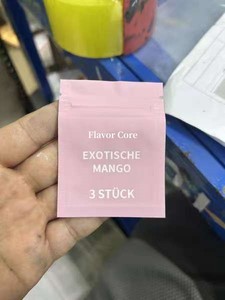 Flavor Core
EXOTISCHE
MANGO
3 STÜCK